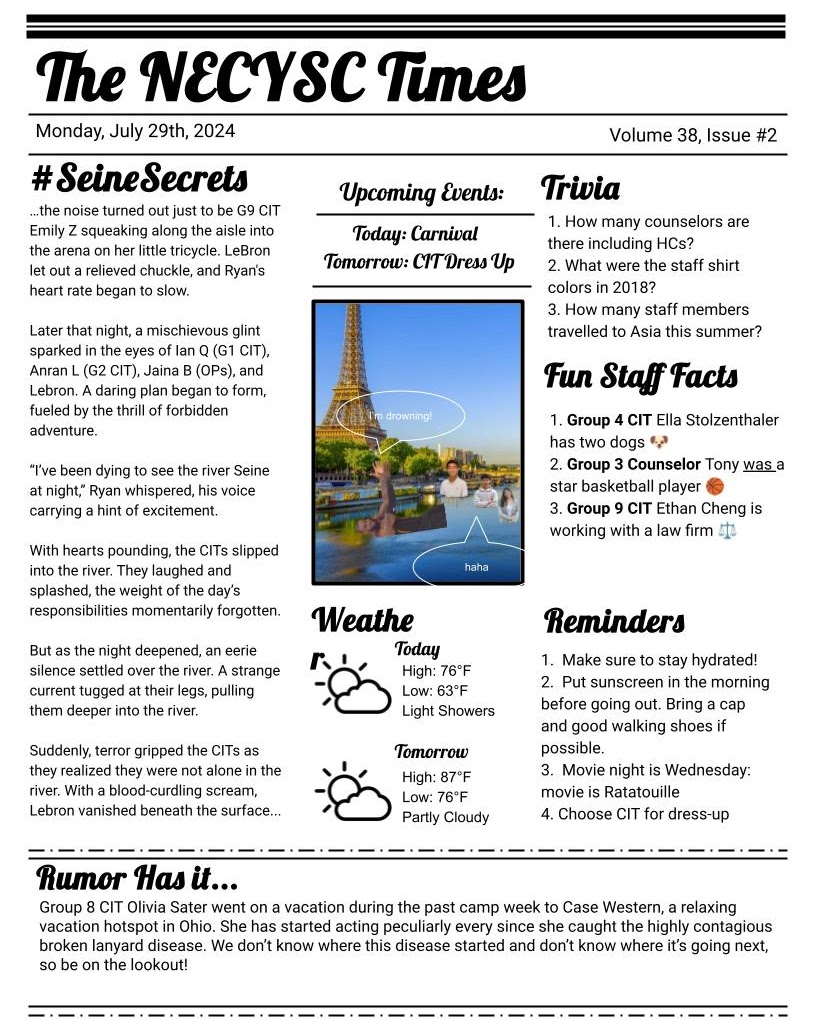 The NECYSC Times
Monday, July 29th, 2024
Volume 38, Issue #2
#SeineSecrets
…the noise turned out just to be G9 CIT
Emily Z squeaking along the aisle into
the arena on her little tricycle. LeBron
let out a relieved chuckle, and Ryan's
heart rate began to slow.
Later that night, a mischievous glint
sparked in the eyes of Ian Q (G1 CIT),
Anran L (G2 CIT), Jaina B (OPs), and
Lebron. A daring plan began to form,
fueled by the thrill of forbidden
adventure.
“I’ve been dying to see the river Seine
at night,” Ryan whispered, his voice
carrying a hint of excitement.
With hearts pounding, the CITs slipped
into the river. They laughed and
splashed, the weight of the day’s
responsibilities momentarily forgotten.
But as the night deepened, an eerie
silence settled over the river. A strange
current tugged at their legs, pulling
them deeper into the river.
Suddenly, terror gripped the CITs as
they realized they were not alone in the
river. With a blood-curdling scream,
Lebron vanished beneath the surface...
Upcoming Events:
Today: Carnival
Tomorrow: CIT Dress Up
I'm drowning!
haha
Weathe
r
Today
High: 76°F
Low: 63°F
Light Showers
Tomorrow
High: 87°F
Low: 76°F
Partly Cloudy
Trivia
1. How many counselors are
there including HCs?
2. What were the staff shirt
colors in 2018?
3. How many staff members
travelled to Asia this summer?
Fun Staff Facts
1. Group 4 CIT Ella Stolzenthaler
has two dogs 🐶
2. Group 3 Counselor Tony was a
star basketball player 🏀
3. Group 9 CIT Ethan Cheng is
working with a law firm ⚖️
Reminders
1. Make sure to stay hydrated!
2. Put sunscreen in the morning
before going out. Bring a cap
and good walking shoes if
possible.
3. Movie night is Wednesday:
movie is Ratatouille
4. Choose CIT for dress-up
Rumor Has it...
Group 8 CIT Olivia Sater went on a vacation during the past camp week to Case Western, a relaxing
vacation hotspot in Ohio. She has started acting peculiarly every since she caught the highly contagious
broken lanyard disease. We don’t know where this disease started and don’t know where it’s going next,
so be on the lookout!